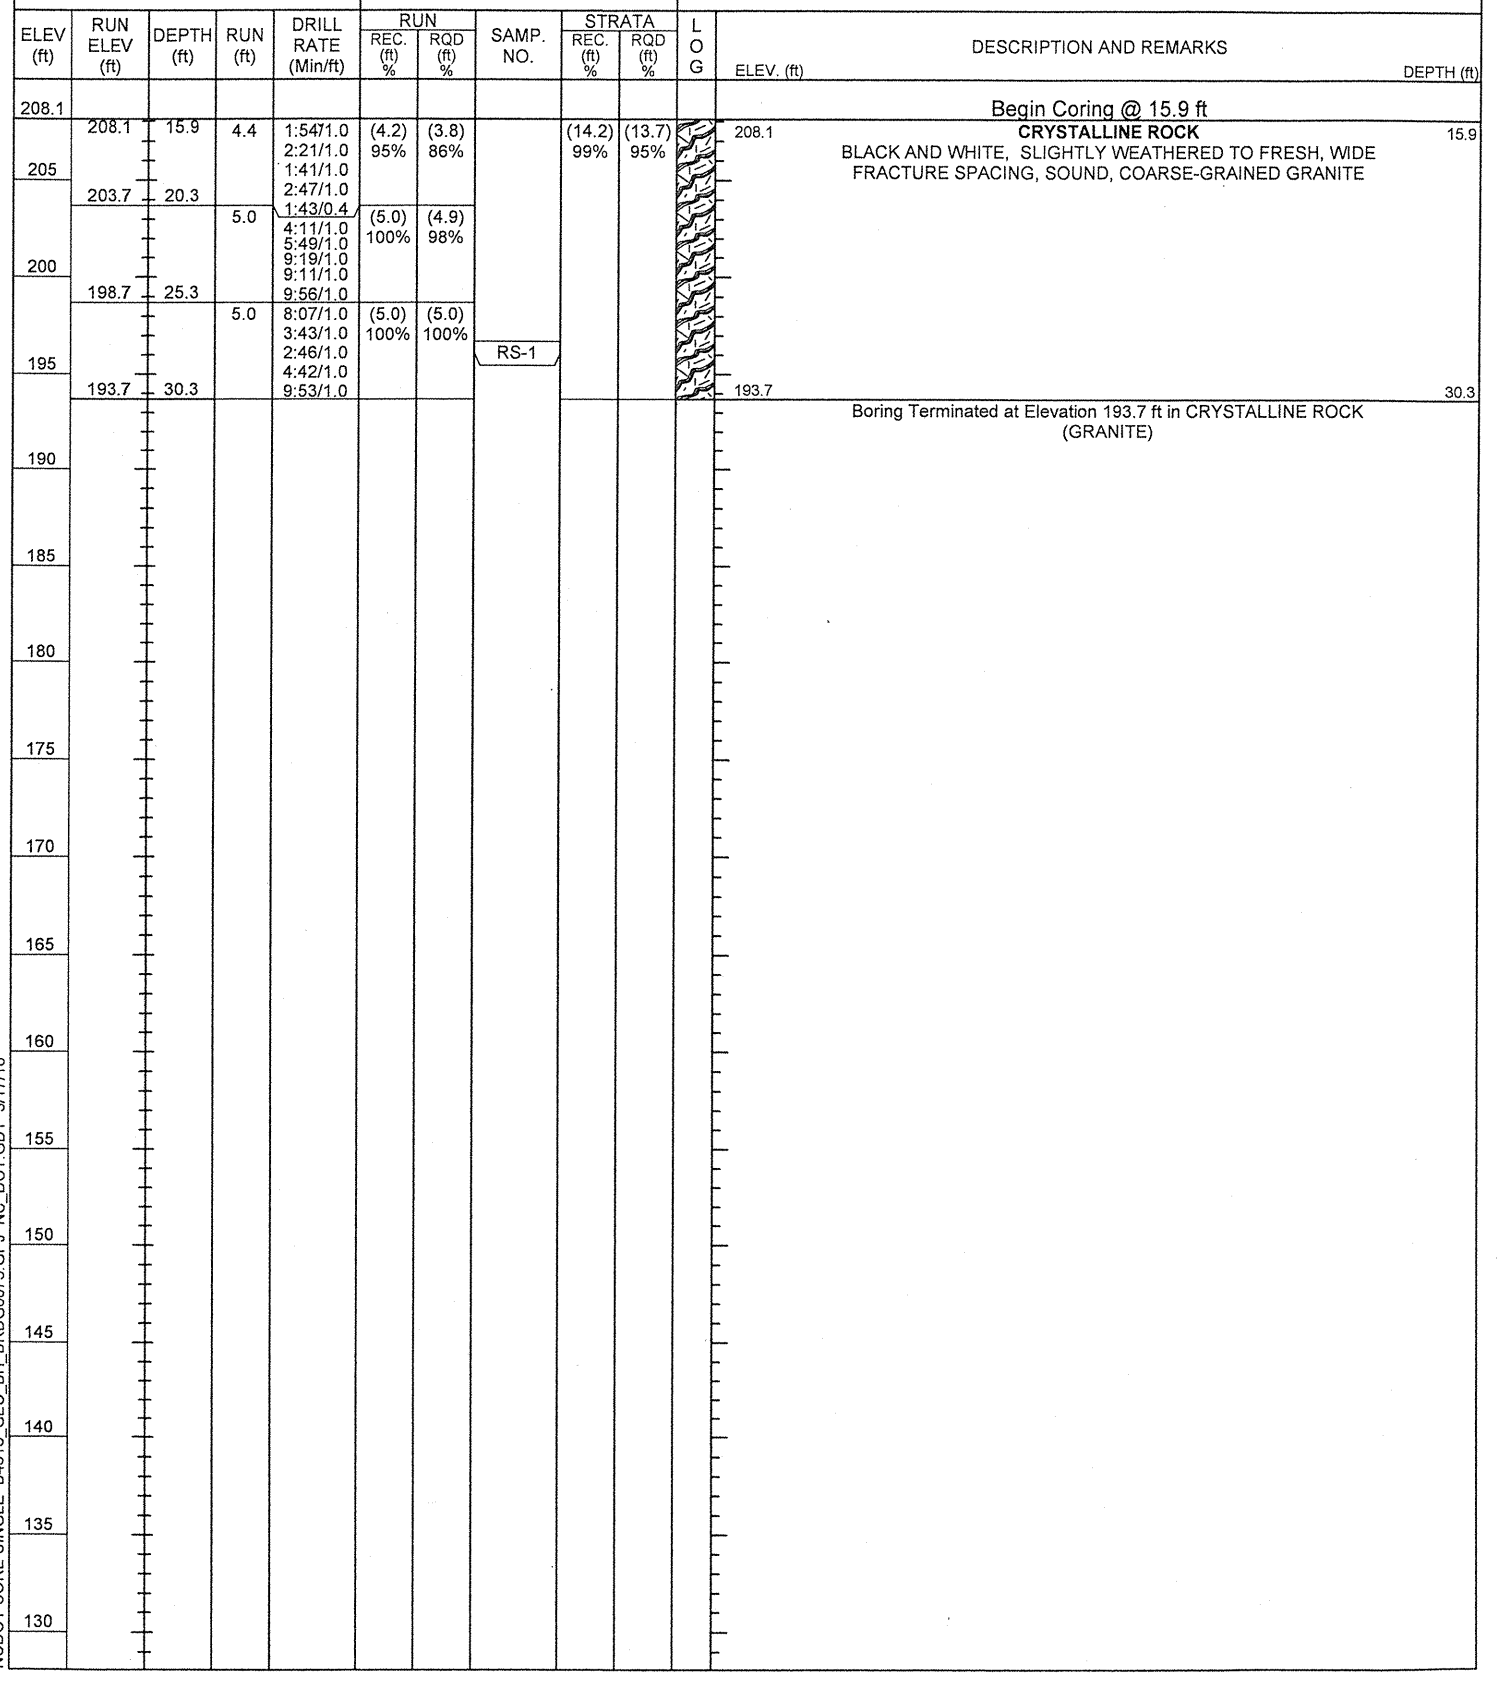 ELEV (ft) RUN ELEV (ft) DEPTH (ft) RUN (ft) DRILL RATE (Min/ft) RUN REC. (ft) % RQD (ft) % SAMP. NO. STRATA REC. (ft) % RQD (ft) % LOG ELEV. (ft) DESCRIPTION AND REMARKS DEPTH (ft)
208.1 Begin Coring @ 15.9 ft
208.1 15.9 4.4 1:54/1.0 (4.2) (3.8) (14.2) (13.7) 208.1 CRYSTALLINE ROCK 15.9
2:21/1.0 95% 86% 99% 95% BLACK AND WHITE, SLIGHTLY WEATHERED TO FRESH, WIDE
205 1:41/1.0 FRACTURE SPACING, SOUND, COARSE-GRAINED GRANITE
203.7 20.3 2:47/1.0
1:43/0.4
5.0 4:11/1.0 (5.0) (4.9)
5:49/1.0 100% 98%
9:19/1.0
200 9:11/1.0
198.7 25.3 9:56/1.0
5.0 8:07/1.0 (5.0) (5.0)
3:43/1.0 100% 100%
2:46/1.0 RS-1
195 4:42/1.0
193.7 30.3 9:53/1.0 193.7 30.3
Boring Terminated at Elevation 193.7 ft in CRYSTALLINE ROCK
(GRANITE)
190
185
180
175
170
165
160
155
150
145
140
135
130